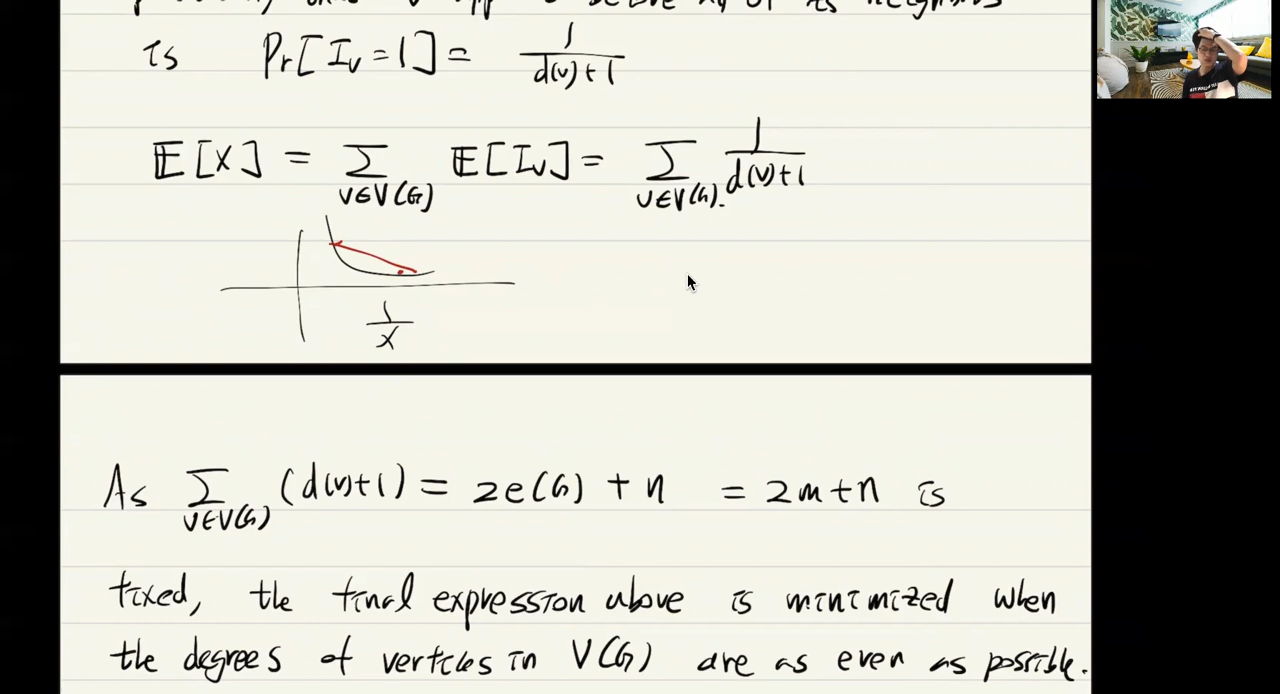 is Pr[I_v = 1] = 1/(d(v)+1)
𝔼[X] = Σ_{v∈V(G)} 𝔼[I_v] = Σ_{v∈V(G)} 1/(d(v)+1)
1/x
As Σ_{v∈V(G)} (d(v)+1) = 2e(G) + n = 2m+n is
fixed, the final expression above is minimized when
the degrees of vertices in V(G) are as even as possible.